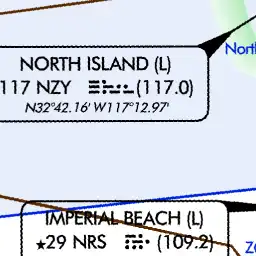 NORTH ISLAND (L)
117 NZY (117.0)
N32°42.16' W117°12.97'
North
IMPERIAL BEACH (L)
★29 NRS (109.2)